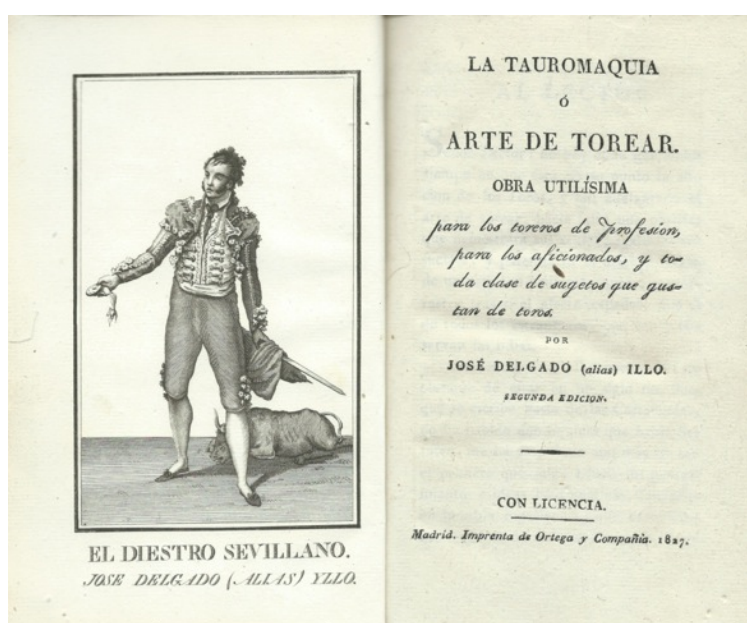 EL DIESTRO SEVILLANO.
JOSE DELGADO (ALIAS) YLLO.
LA TAUROMAQUIA
ó
ARTE DE TOREAR.
OBRA UTILÍSIMA
para los toreros de Profesion,
para los aficionados, y to-
da clase de sugetos que gus-
tan de toros.
POR
JOSÉ DELGADO (alias) ILLO.
SEGUNDA EDICION.
CON LICENCIA.
Madrid. Imprenta de Ortega y Compañia. 1827.